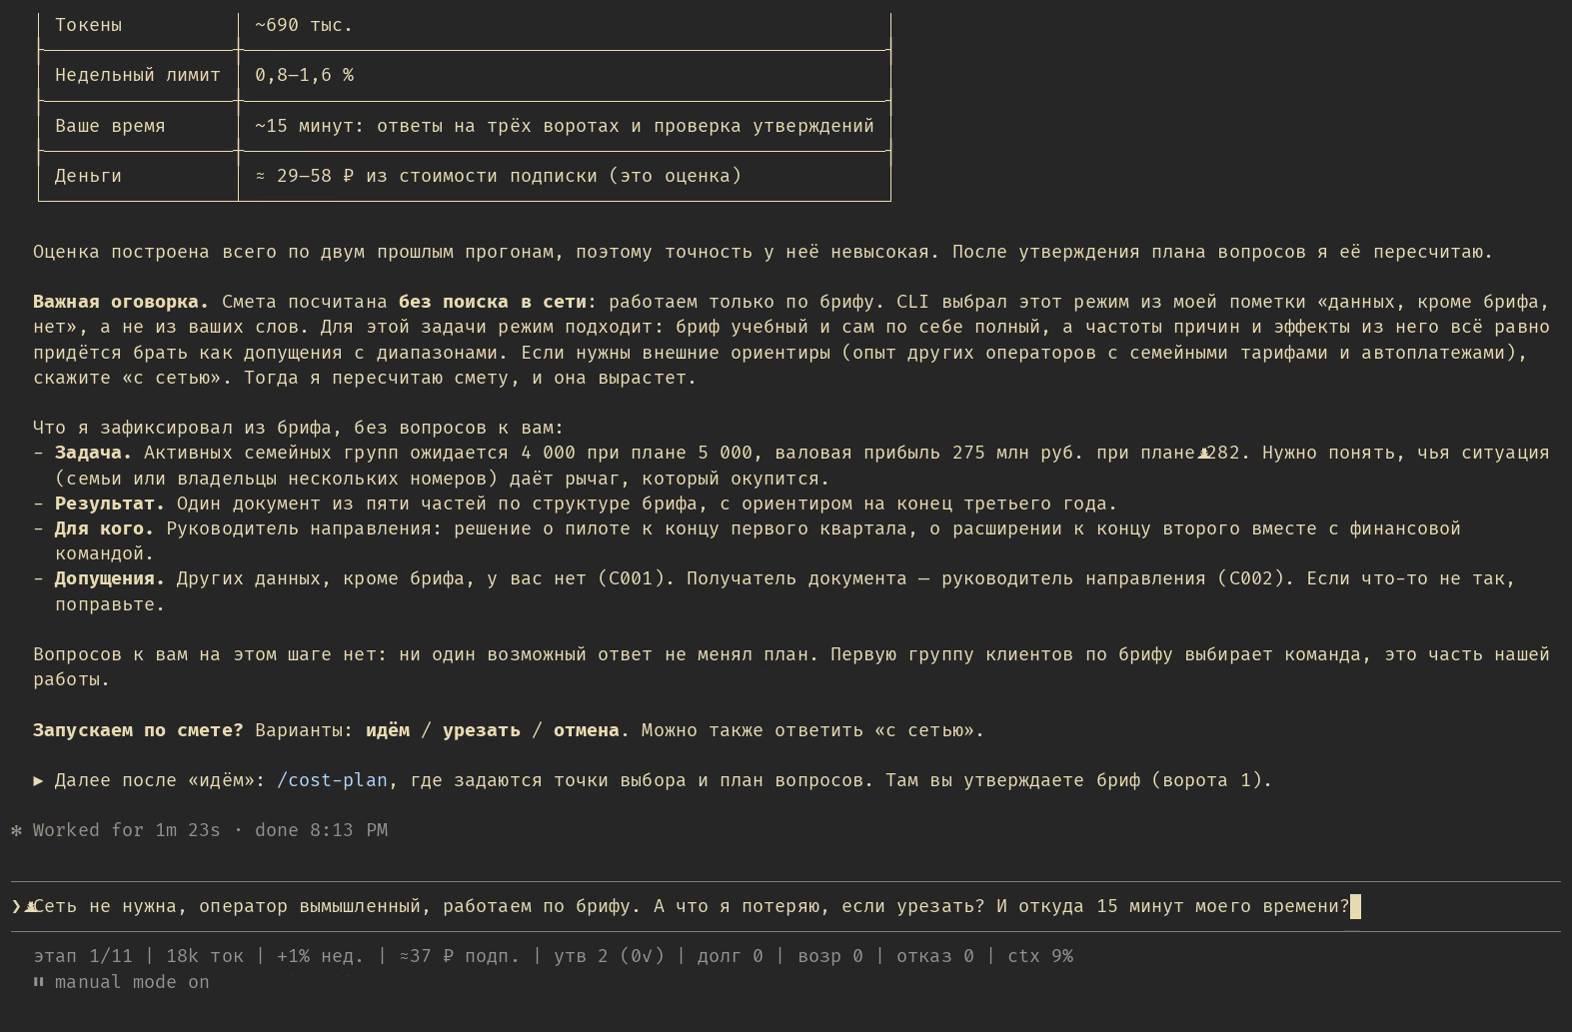 Токены ~690 тыс.
Недельный лимит 0,8–1,6 %
Ваше время ~15 минут: ответы на трёх воротах и проверка утверждений
Деньги ≈ 29–58 ₽ из стоимости подписки (это оценка)
Оценка построена всего по двум прошлым прогонам, поэтому точность у неё невысокая. После утверждения плана вопросов я её пересчитаю.
Важная оговорка. Смета посчитана без поиска в сети: работаем только по брифу. CLI выбрал этот режим из моей пометки «данных, кроме брифа,
нет», а не из ваших слов. Для этой задачи режим подходит: бриф учебный и сам по себе полный, а частоты причин и эффекты из него всё равно
придётся брать как допущения с диапазонами. Если нужны внешние ориентиры (опыт других операторов с семейными тарифами и автоплатежами),
скажите «с сетью». Тогда я пересчитаю смету, и она вырастет.
Что я зафиксировал из брифа, без вопросов к вам:
- Задача. Активных семейных групп ожидается 4 000 при плане 5 000, валовая прибыль 275 млн руб. при плане 282. Нужно понять, чья ситуация
(семьи или владельцы нескольких номеров) даёт рычаг, который окупится.
- Результат. Один документ из пяти частей по структуре брифа, с ориентиром на конец третьего года.
- Для кого. Руководитель направления: решение о пилоте к концу первого квартала, о расширении к концу второго вместе с финансовой
командой.
- Допущения. Других данных, кроме брифа, у вас нет (C001). Получатель документа — руководитель направления (C002). Если что-то не так,
поправьте.
Вопросов к вам на этом шаге нет: ни один возможный ответ не менял план. Первую группу клиентов по брифу выбирает команда, это часть нашей
работы.
Запускаем по смете? Варианты: идём / урезать / отмена. Можно также ответить «с сетью».
▶ Далее после «идём»: /cost-plan, где задаются точки выбора и план вопросов. Там вы утверждаете бриф (ворота 1).
✻ Worked for 1m 23s · done 8:13 PM
❯ Сеть не нужна, оператор вымышленный, работаем по брифу. А что я потеряю, если урезать? И откуда 15 минут моего времени?
этап 1/11 | 18k ток | +1% нед. | ≈37 ₽ подп. | утв 2 (0√) | долг 0 | возр 0 | отказ 0 | ctx 9%
⏸ manual mode on